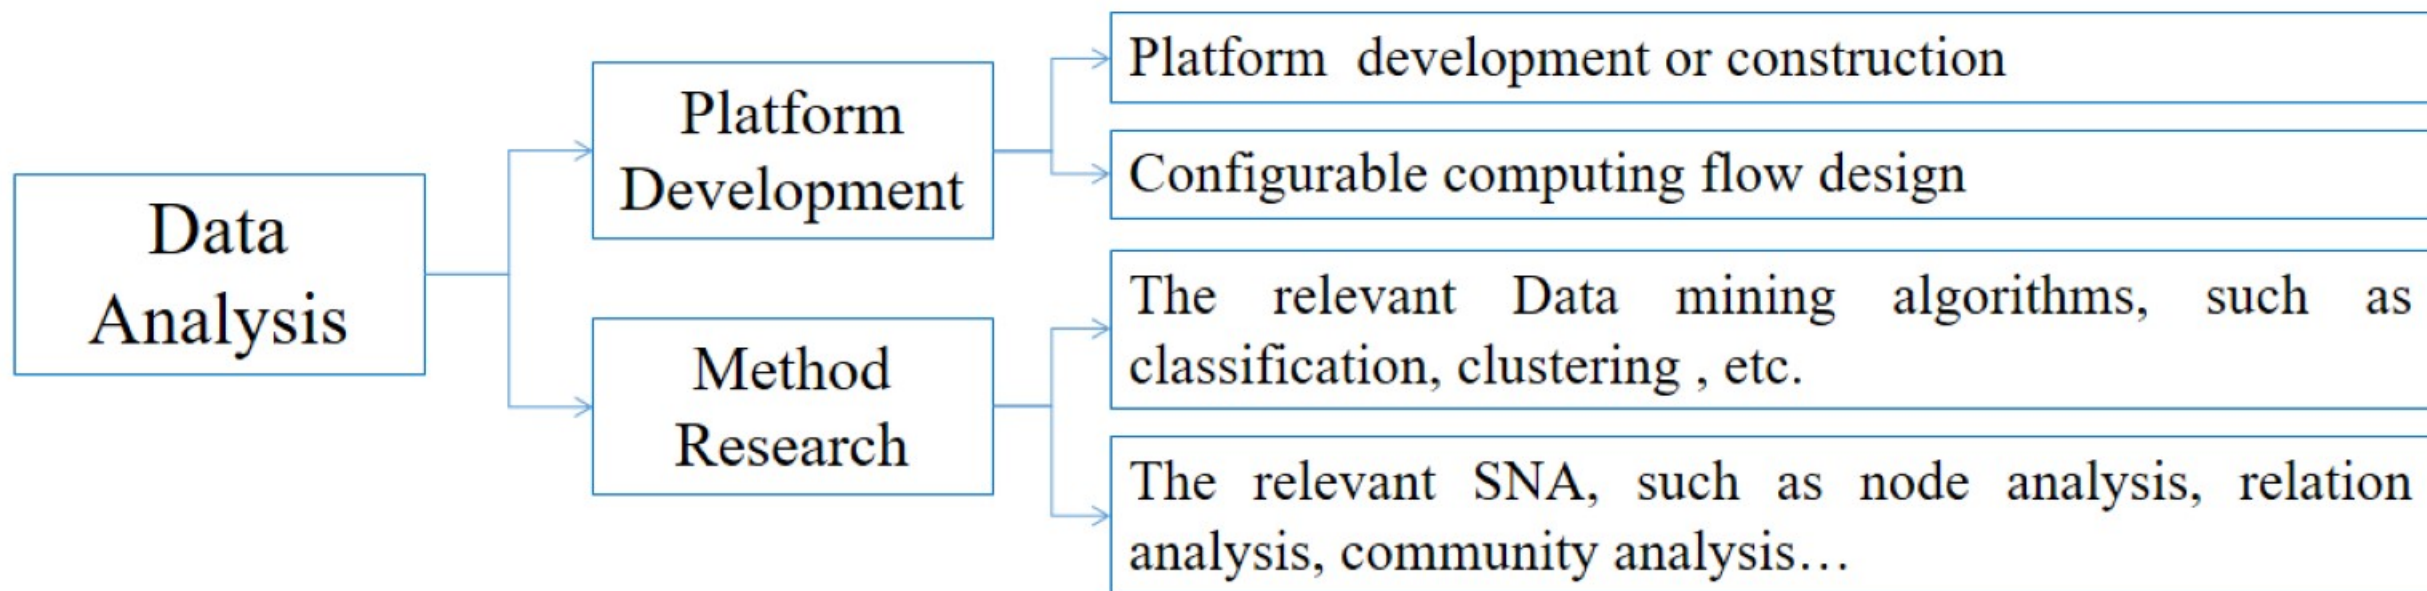 Data
Analysis
Platform
Development
Method
Research
Platform  development or construction
Configurable computing flow design
The relevant Data mining algorithms, such as
classification, clustering , etc.
The relevant SNA, such as node analysis, relation
analysis, community analysis…